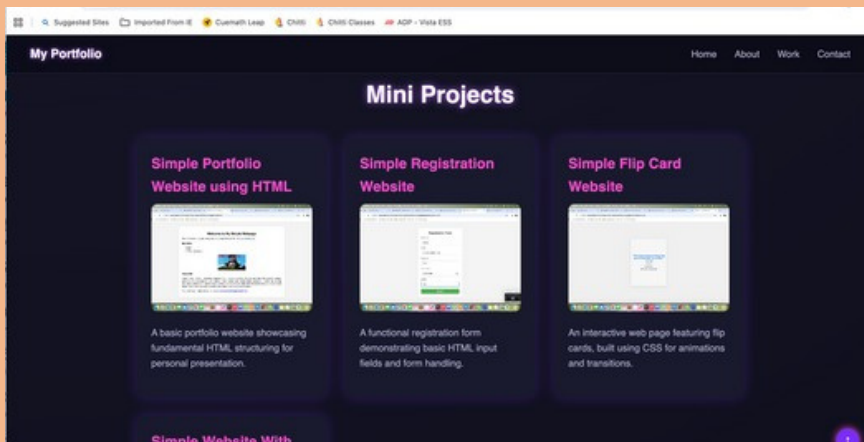 Suggested Sites Imported From IE Cuemath Leap Chitti Chitti Classes ADP - Vista ESS
My Portfolio Home About Work Contact
Mini Projects
Simple Portfolio
Website using HTML
Simple Registration
Website
Simple Flip Card
Website
A basic portfolio website showcasing
fundamental HTML structuring for
personal presentation.
A functional registration form
demonstrating basic HTML input
fields and form handling.
An interactive web page featuring flip
cards, built using CSS for animations
and transitions.
Simple Website With